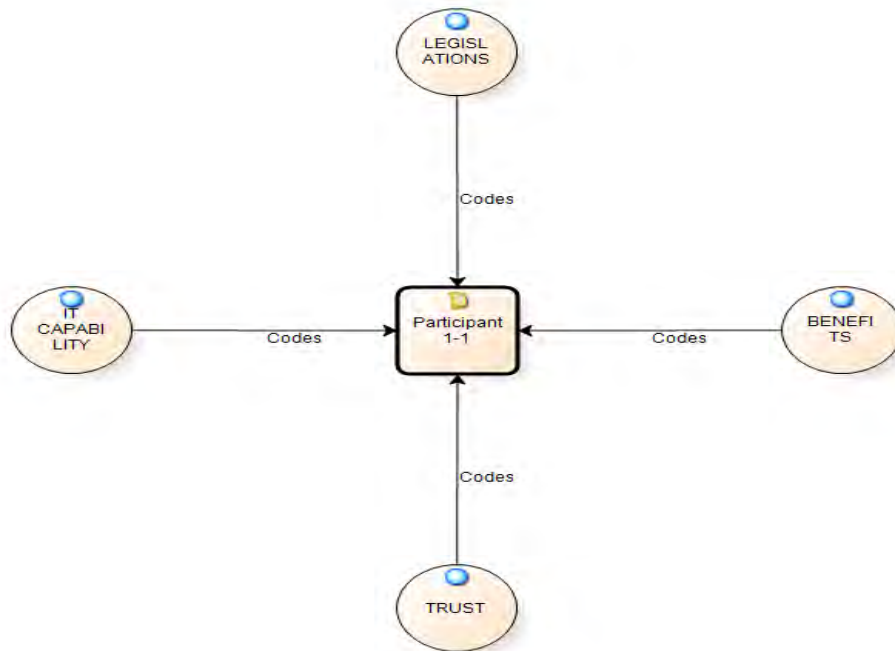 LEGISL
ATIONS
Codes
IT
CAPABI
LITY
Codes
Participant
1-1
Codes
BENEFI
TS
Codes
TRUST